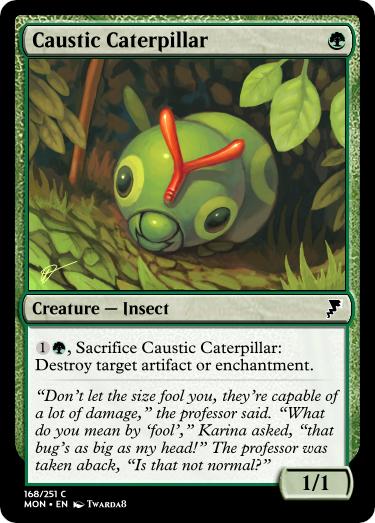 Caustic Caterpillar
Creature — Insect
1, Sacrifice Caustic Caterpillar:
Destroy target artifact or enchantment.
“Don’t let the size fool you, they’re capable of
a lot of damage,” the professor said. “What
do you mean by ‘fool’,” Karina asked, “that
bug’s as big as my head!” The professor was
taken aback, “Is that not normal?”
1/1
168/251 C
MON • EN Twarda8